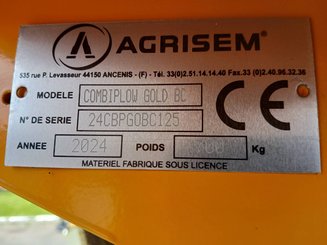 AGRISEM®
535 rue P. Levasseur 44150 ANCENIS - (F) - Tél. 33(0)2.51.14.14.40 Fax.33 (0)2.40.96.32.36
MODELE COMBIPLOW GOLD BC
N° DE SERIE 24CBPGOBC125 CE
ANNÉE 2024 POIDS Kg
MATERIEL FABRIQUE SOUS LICENCE